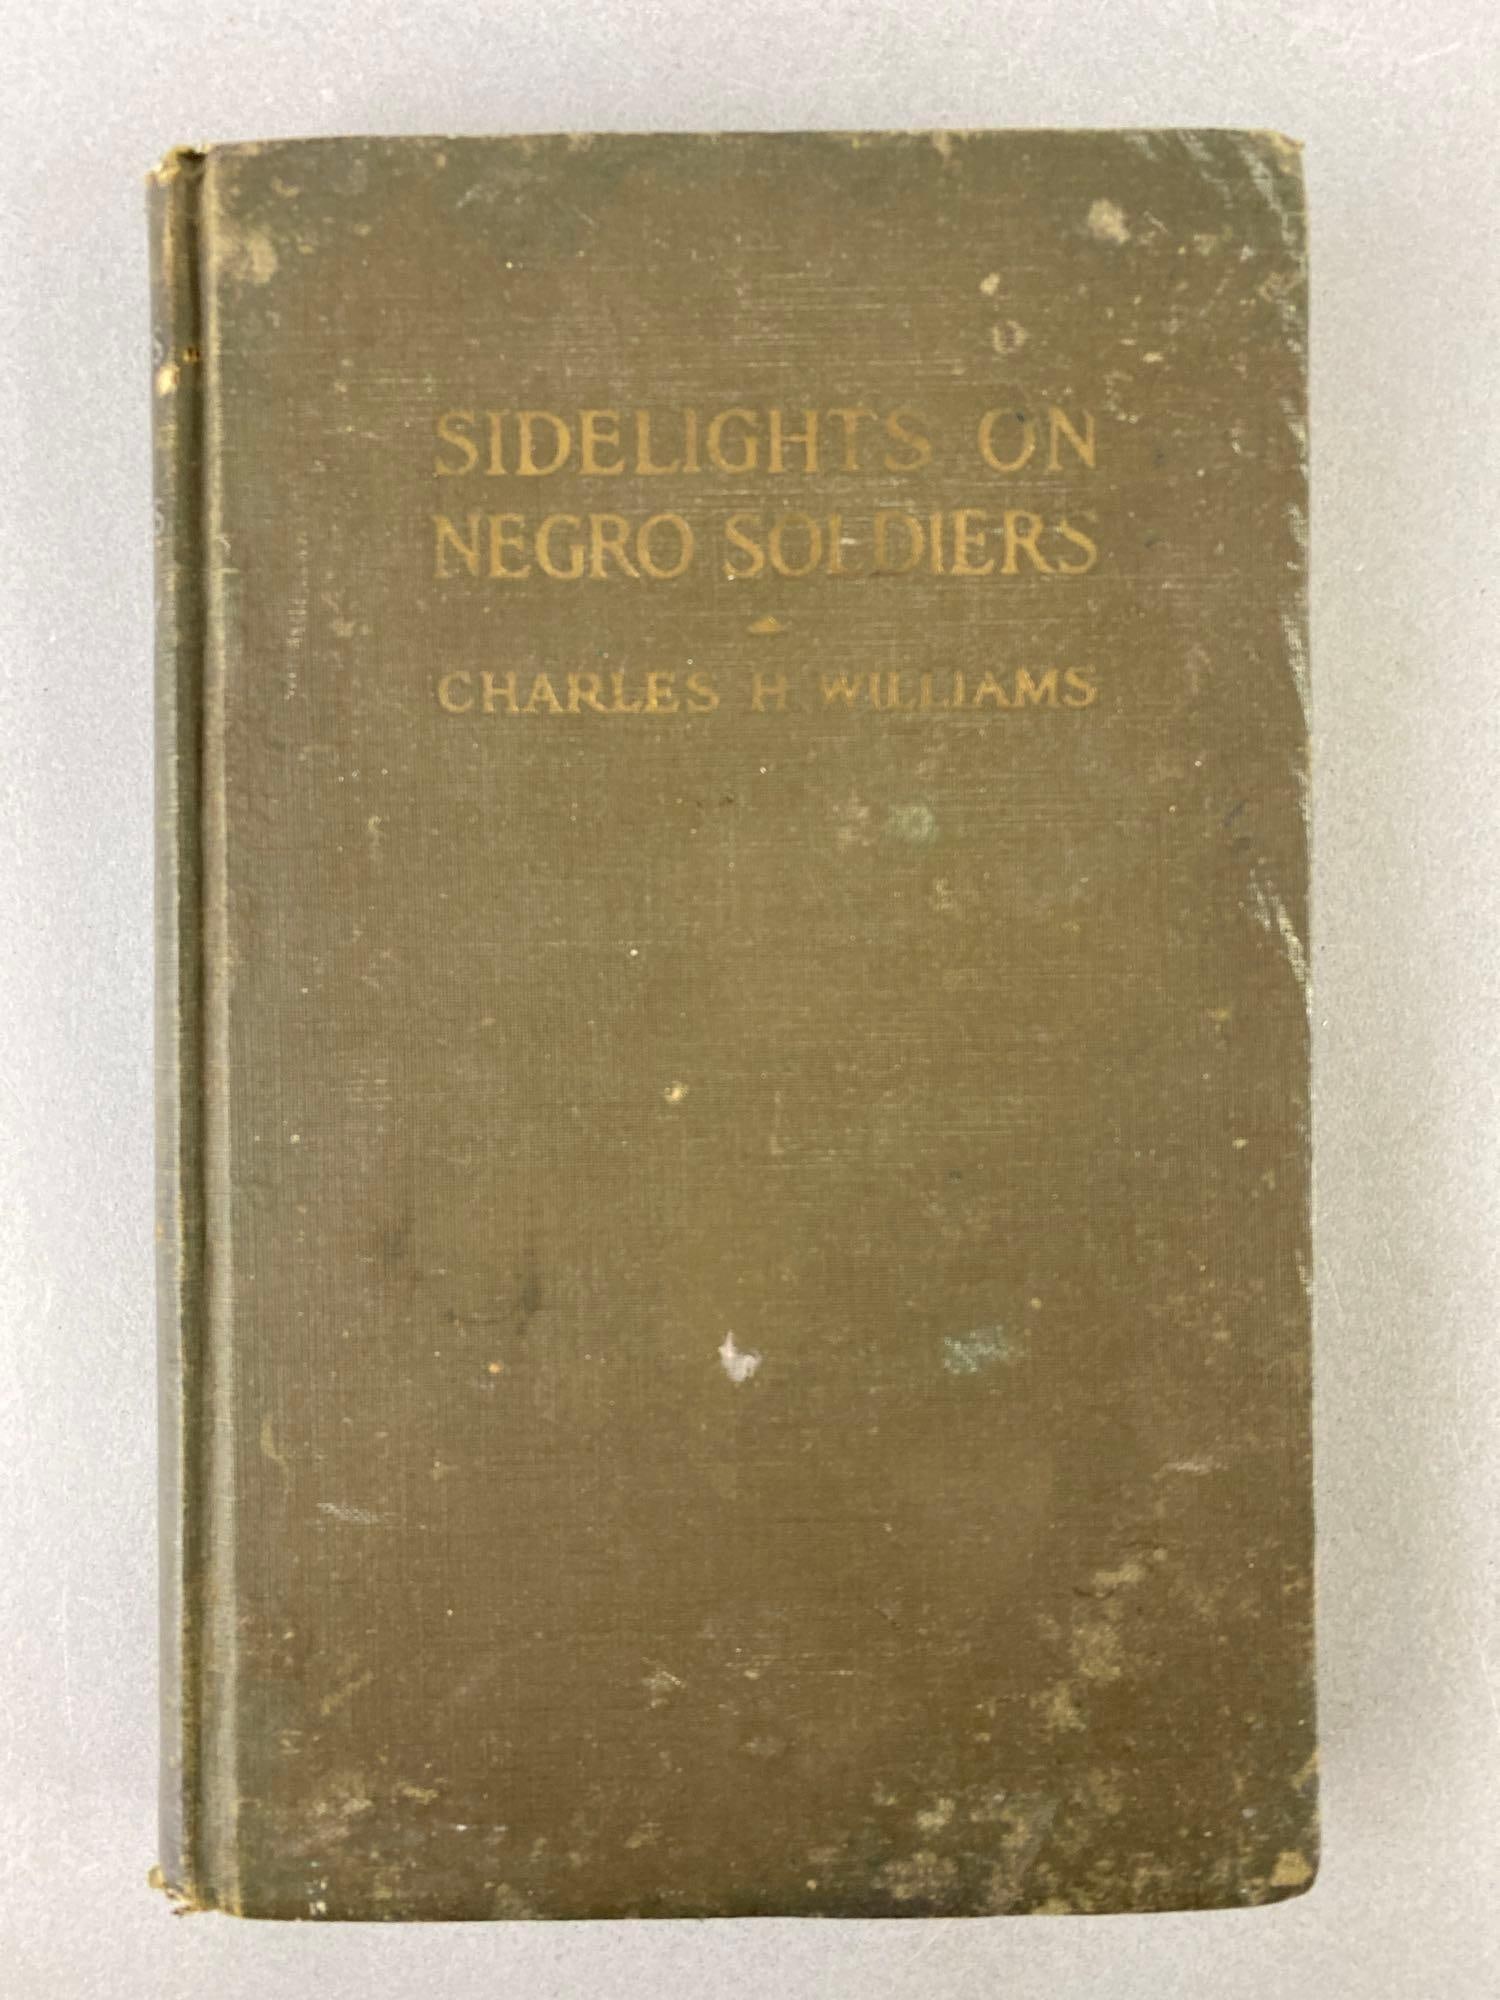 SIDELIGHTS ON
NEGRO SOLDIERS
CHARLES H. WILLIAMS